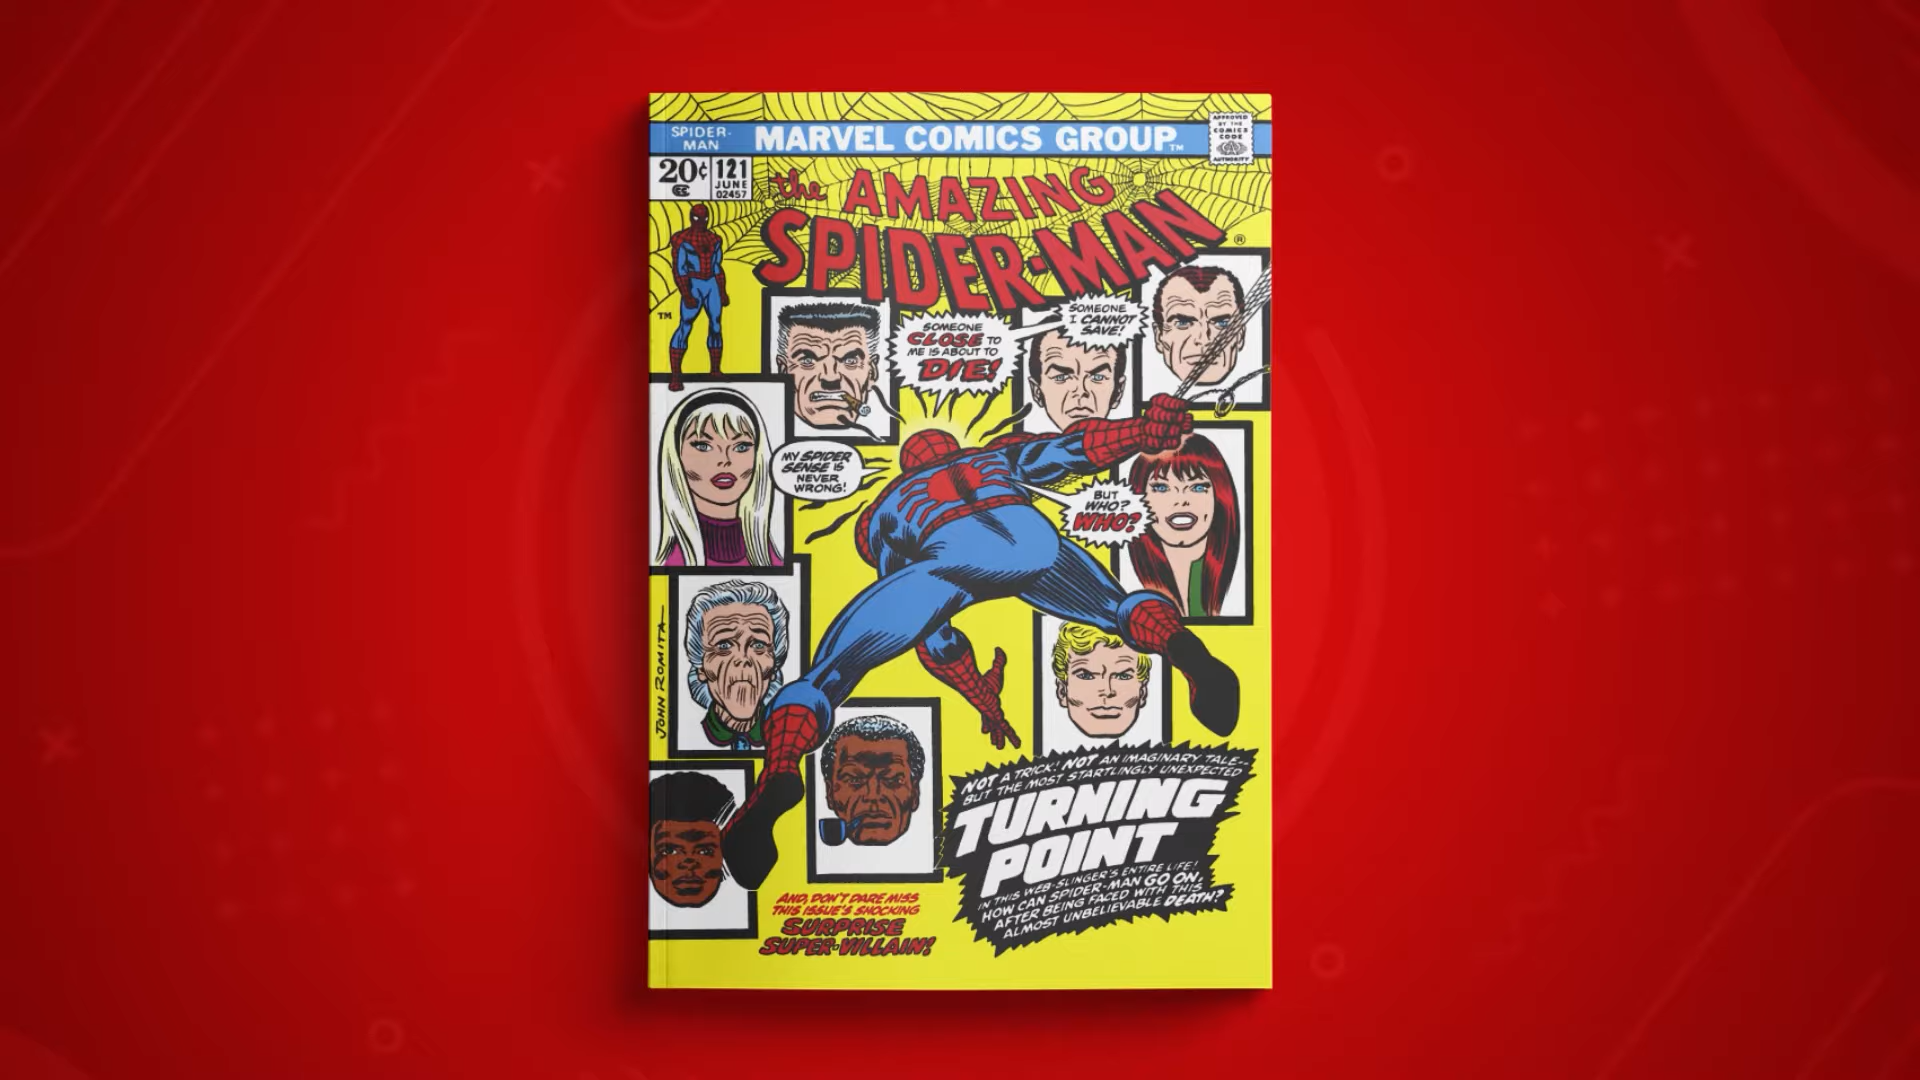 SPIDER-
MAN
MARVEL COMICS GROUP™
APPROVED
BY THE
COMICS
CODE
AUTHORITY
20¢
CC
121
JUNE
02457
the AMAZING
SPIDER-MAN®
TM
SOMEONE
CLOSE TO
ME IS ABOUT TO
DIE!
SOMEONE
I CANNOT
SAVE!
MY SPIDER
SENSE IS
NEVER
WRONG!
BUT
WHO?
WHO?
JOHN ROMITA
NOT A TRICK! NOT AN IMAGINARY TALE--
BUT THE MOST STARTLINGLY UNEXPECTED
TURNING
POINT
IN THIS WEB-SLINGER'S ENTIRE LIFE!
HOW CAN SPIDER-MAN GO ON,
AFTER BEING FACED WITH THIS
ALMOST UNBELIEVABLE DEATH?
AND, DON'T DARE MISS
THIS ISSUE'S SHOCKING
SURPRISE
SUPER-VILLAIN!